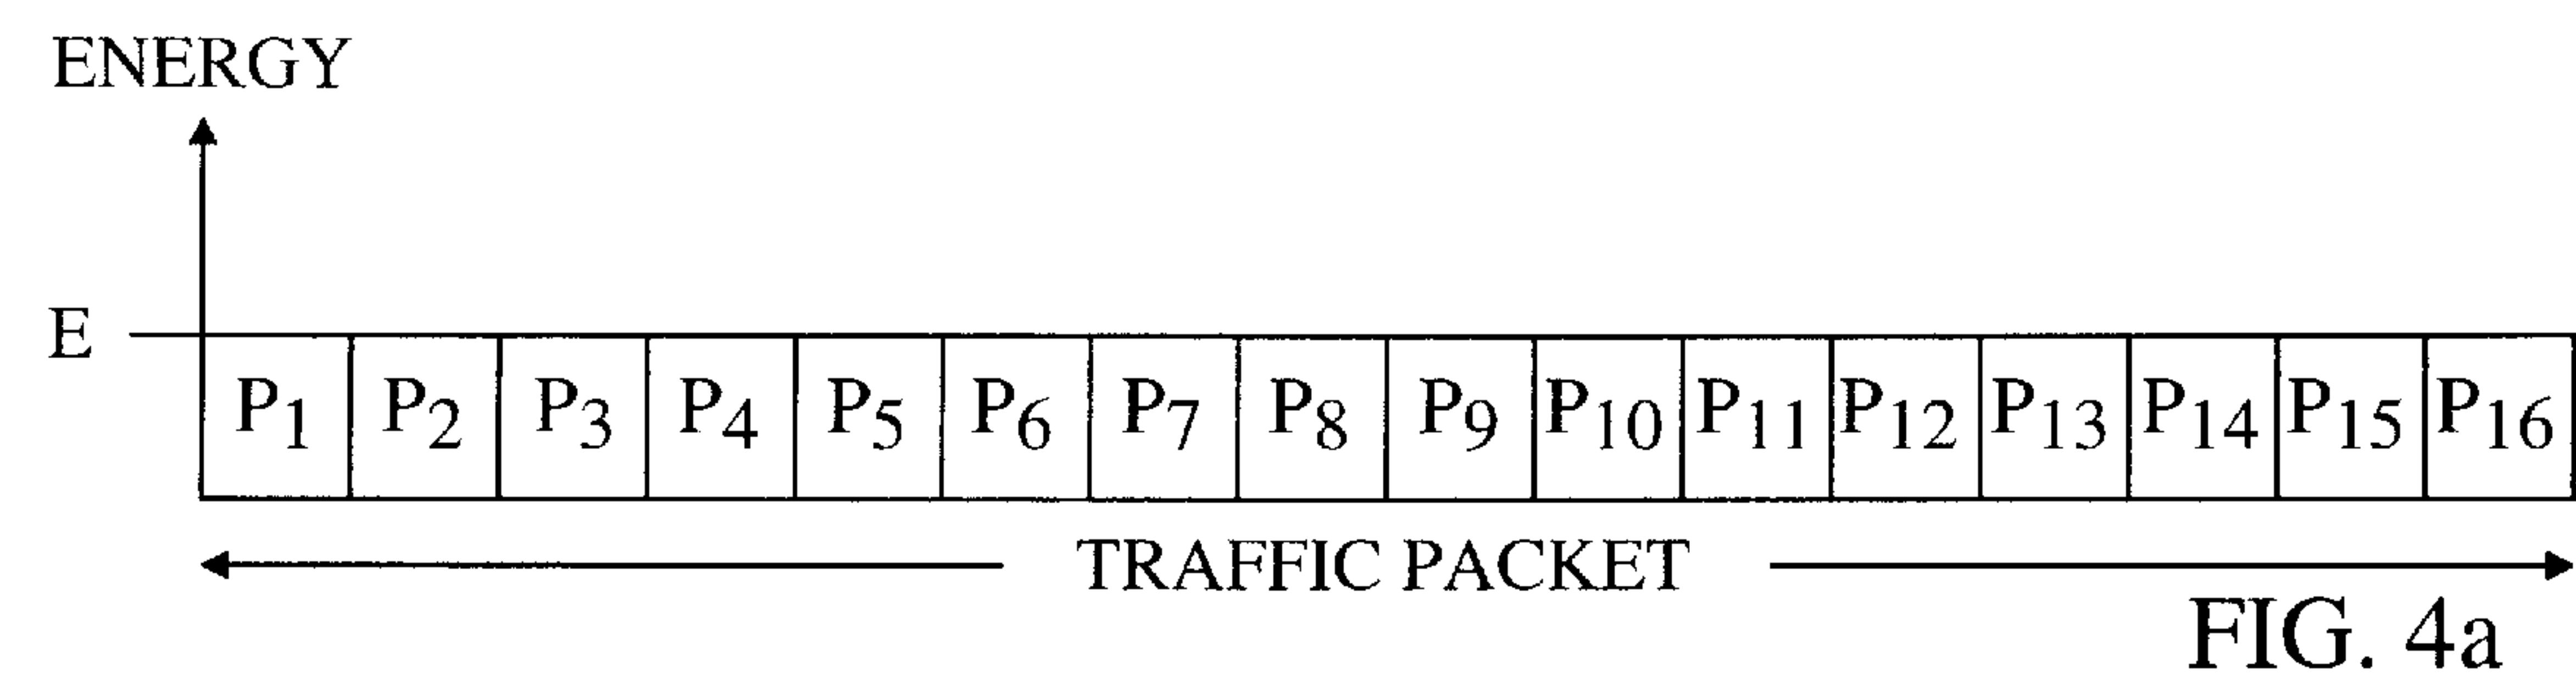 ENERGY
E
P1 P2 P3 P4 P5 P6 P7 P8 P9 P10 P11 P12 P13 P14 P15 P16
TRAFFIC PACKET
FIG. 4a